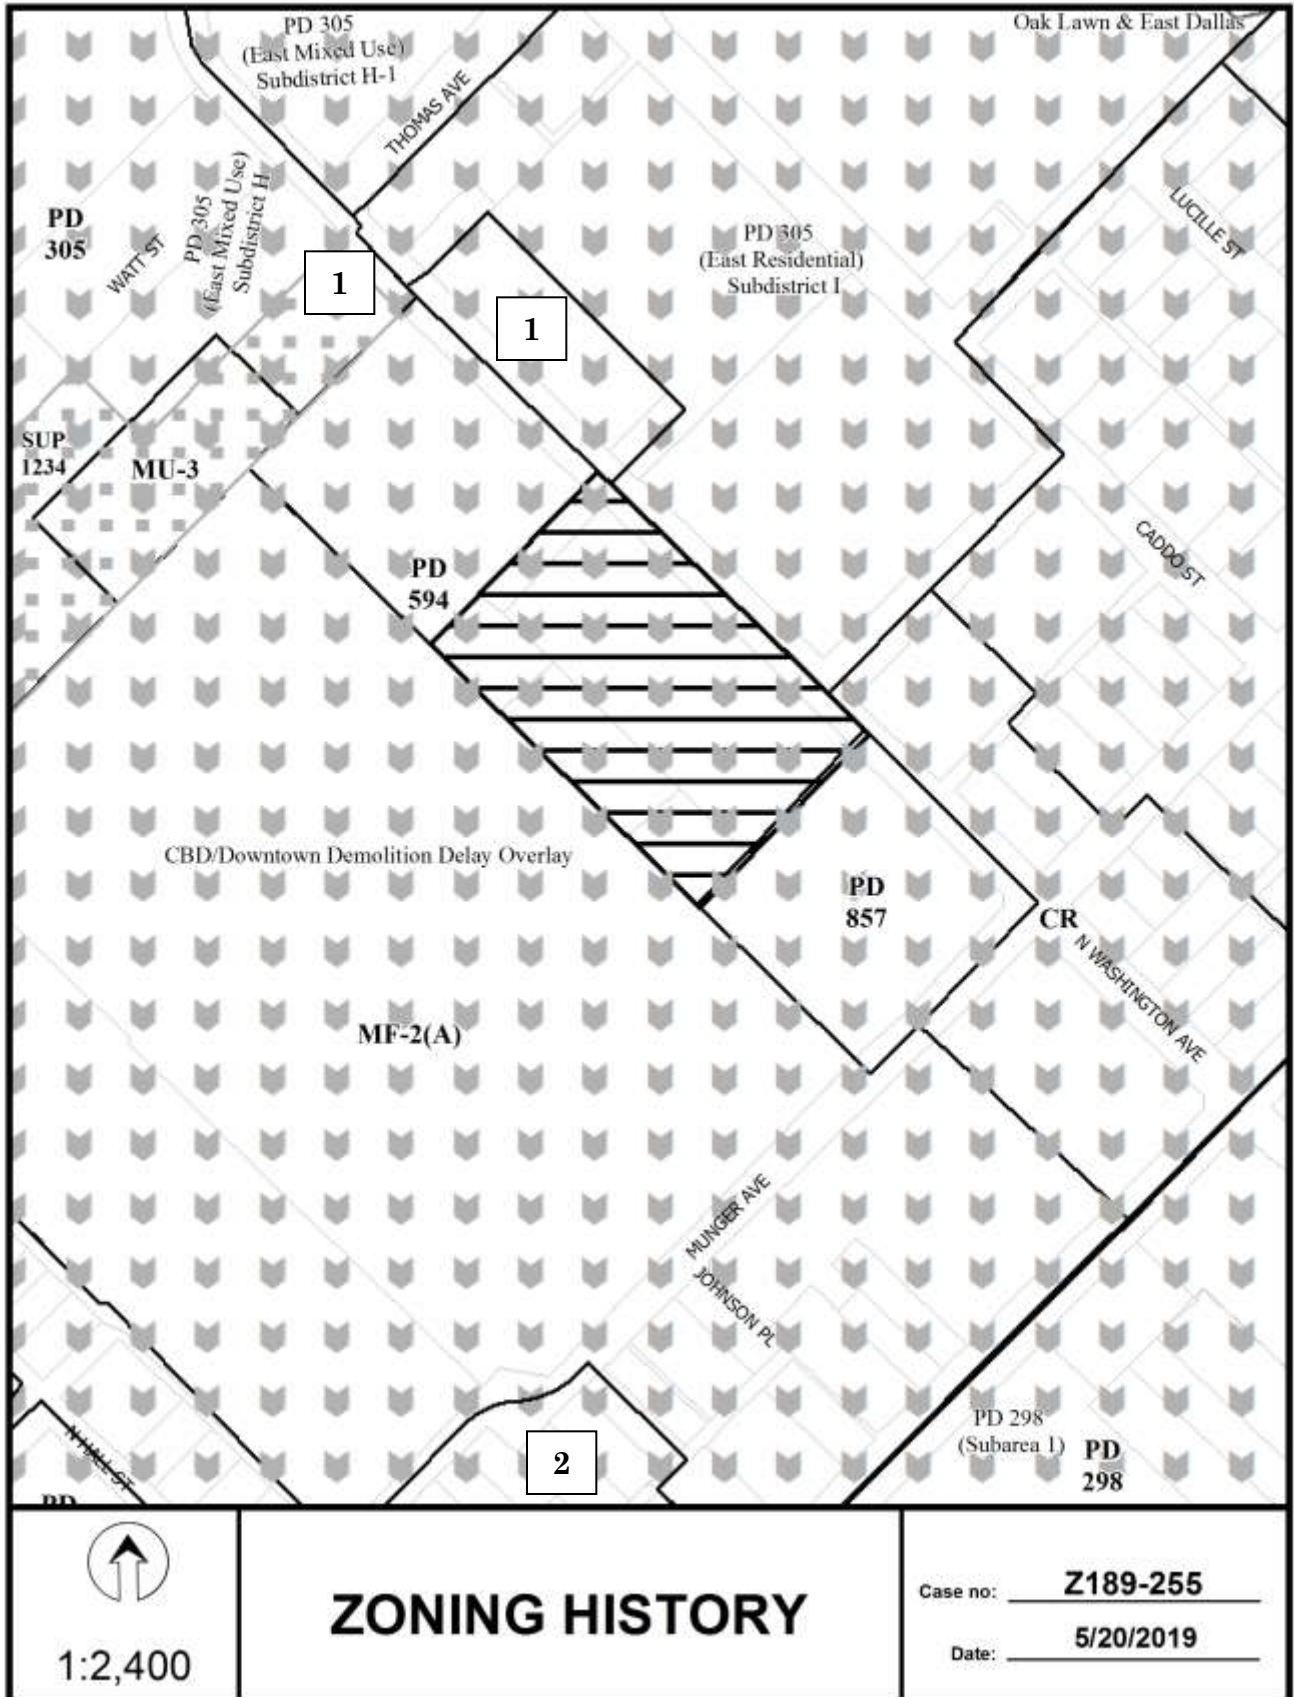 PD 305
(East Mixed Use)
Subdistrict H-1
Oak Lawn & East Dallas
THOMAS AVE
LUCILLE ST
PD
305
WATT ST
PD 305
(East Mixed Use)
Subdistrict H
PD 305
(East Residential)
Subdistrict I
1
1
SUP
1234
MU-3
CADDO ST
PD
594
CBD/Downtown Demolition Delay Overlay
PD
857
CR
N WASHINGTON AVE
MF-2(A)
MUNGER AVE
JOHNSON PL
PD 298
(Subarea 1)
PD
298
2
N HALL ST
PD
1:2,400
ZONING HISTORY
Case no: Z189-255
Date: 5/20/2019